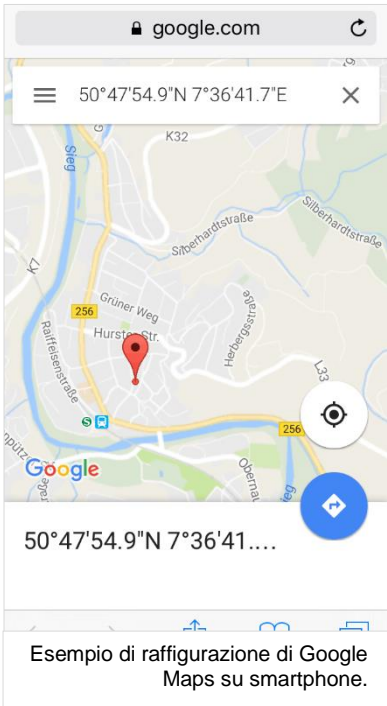 google.com
50°47'54.9"N 7°36'41.7"E
K32
Sieg
Silberhardtstraße
Silberhardtstraße
K7
Grüner Weg
256
Herbergsstraße
Hurster Str.
Raiffeisenstraße
L33
S
256
Google
Obernau
50°47'54.9"N 7°36'41....
Esempio di raffigurazione di Google
Maps su smartphone.